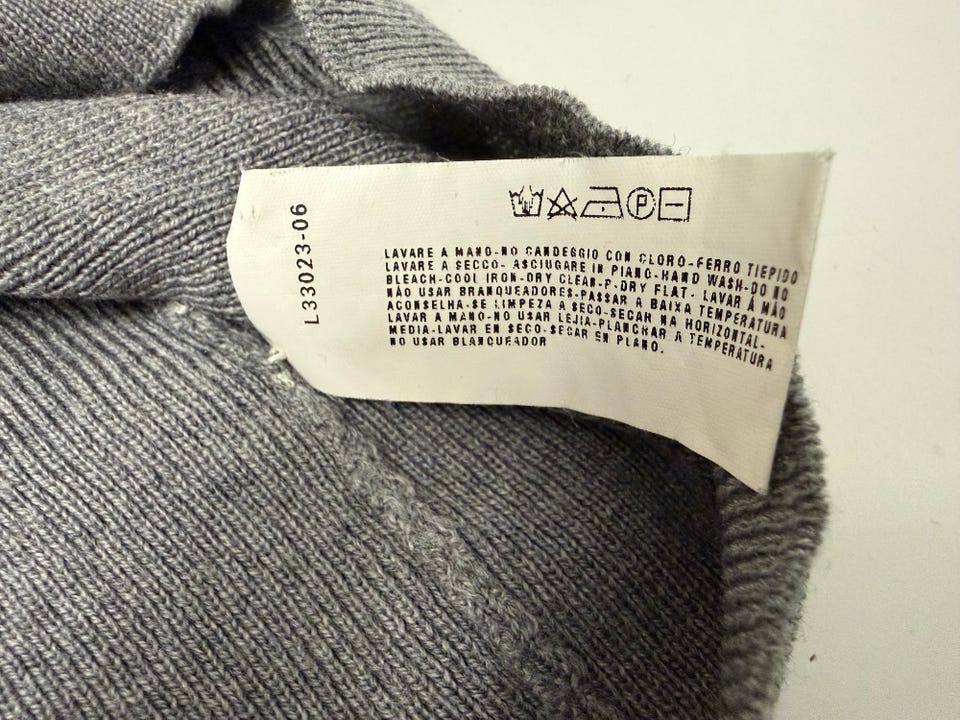 L33023-06
P
LAVARE A MANO-NO CANDEGGIO CON CLORO-FERRO TIEPIDO
LAVARE A SECCO- ASCIUGARE IN PIANO-HAND WASH-DO NO
BLEACH-COOL IRON-DRY CLEAN-P-DRY FLAT- LAVAR À MÃO
NÃO USAR BRANQUEADORES-PASSAR A BAIXA TEMPERATURA
ACONSELHA-SE LIMPEZA A SECO-SECAR NA HORIZONTAL-
LAVAR A MANO-NO USAR LEJIA-PLANCHAR A TEMPERATURA
MEDIA-LAVAR EN SECO-SECAR EN PLANO.
NO USAR BLANQUEADOR